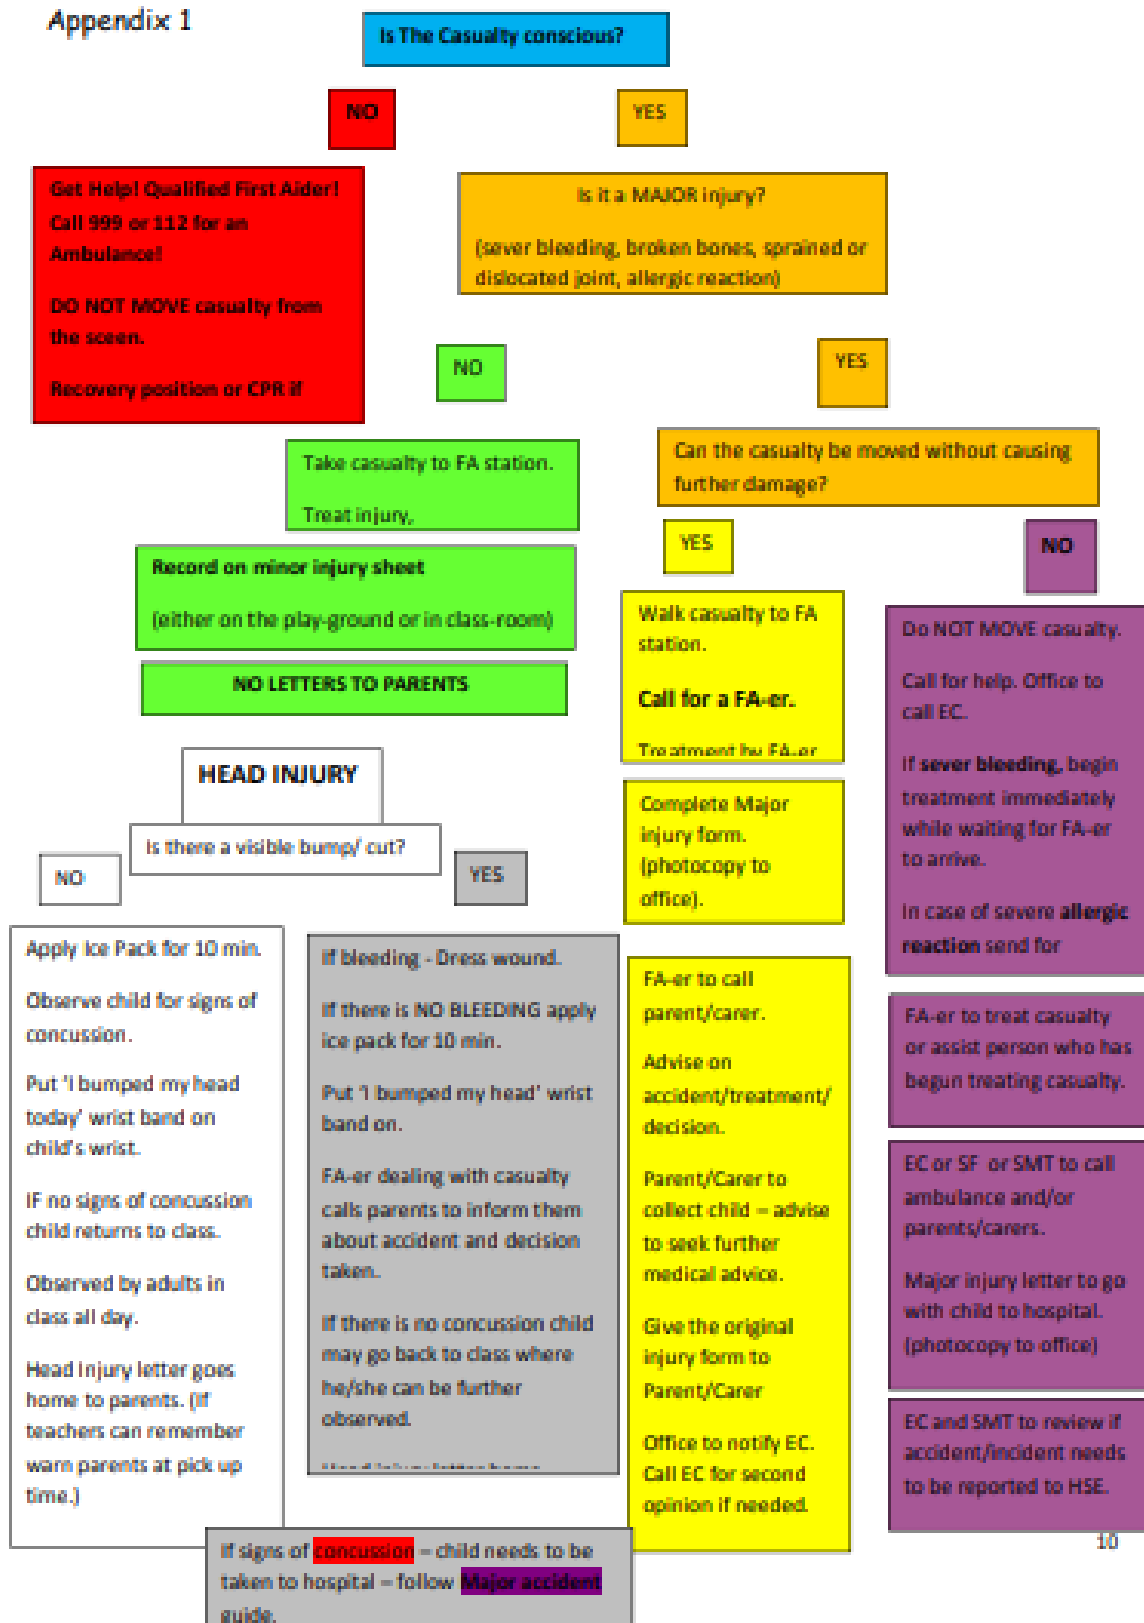 Appendix 1
Is The Casualty conscious?
NO
YES
Get Help! Qualified First Aider!
Call 999 or 112 for an
Ambulance!
DO NOT MOVE casualty from
the sceen.
Recovery position or CPR if
Is it a MAJOR injury?
(sever bleeding, broken bones, sprained or
dislocated joint, allergic reaction)
NO
YES
Take casualty to FA station.
Treat injury,
Can the casualty be moved without causing
further damage?
Record on minor injury sheet
(either on the play-ground or in class-room)
NO LETTERS TO PARENTS
YES
NO
Walk casualty to FA
station.
Call for a FA-er.
Treatment by FA-er
Complete Major
injury form.
(photocopy to
office).
FA-er to call
parent/carer.
Advise on
accident/treatment/
decision.
Parent/Carer to
collect child – advise
to seek further
medical advice.
Give the original
injury form to
Parent/Carer
Office to notify EC.
Call EC for second
opinion if needed.
Do NOT MOVE casualty.
Call for help. Office to
call EC.
If sever bleeding, begin
treatment immediately
while waiting for FA-er
to arrive.
In case of severe allergic
reaction send for
FA-er to treat casualty
or assist person who has
begun treating casualty.
EC or SF or SMT to call
ambulance and/or
parents/carers.
Major injury letter to go
with child to hospital.
(photocopy to office)
EC and SMT to review if
accident/incident needs
to be reported to HSE.
HEAD INJURY
Is there a visible bump/ cut?
NO
YES
Apply Ice Pack for 10 min.
Observe child for signs of
concussion.
Put 'I bumped my head
today' wrist band on
child's wrist.
IF no signs of concussion
child returns to class.
Observed by adults in
class all day.
Head Injury letter goes
home to parents. (If
teachers can remember
warn parents at pick up
time.)
If bleeding - Dress wound.
If there is NO BLEEDING apply
ice pack for 10 min.
Put 'I bumped my head' wrist
band on.
FA-er dealing with casualty
calls parents to inform them
about accident and decision
taken.
If there is no concussion child
may go back to class where
he/she can be further
observed.
Head injury letter home
If signs of concussion – child needs to be
taken to hospital – follow Major accident
guide.
10